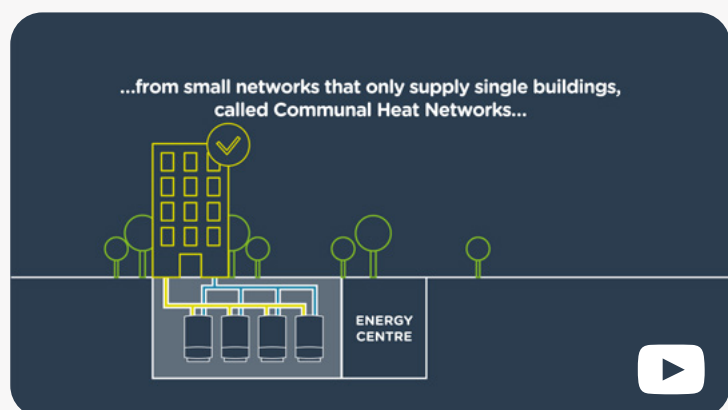 ...from small networks that only supply single buildings,
called Communal Heat Networks...
ENERGY
CENTRE